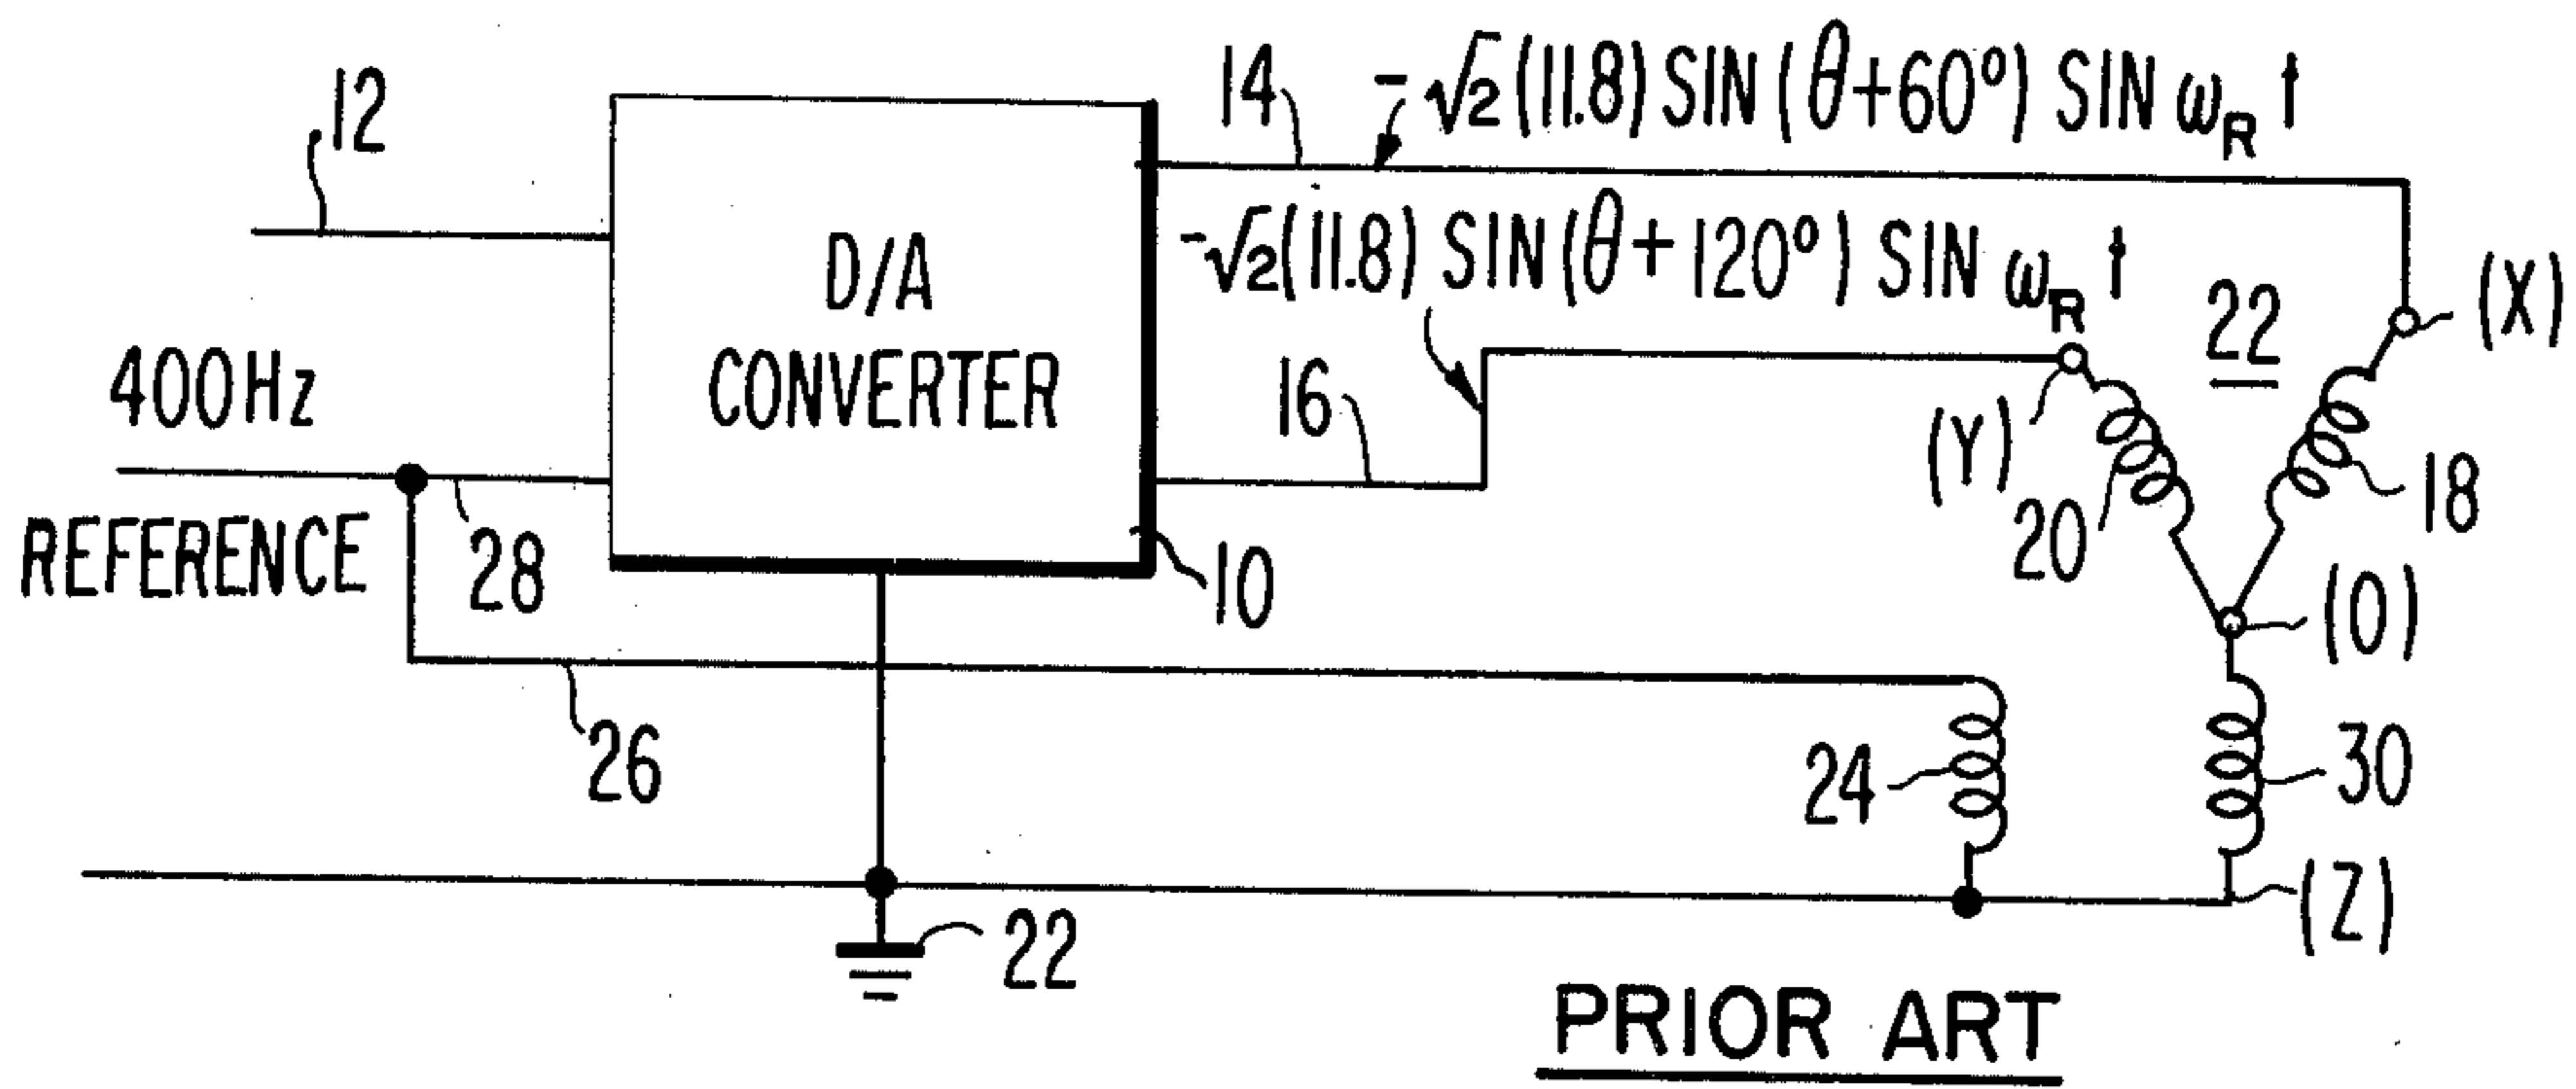 12
14
-√2 (11.8) SIN (θ+60°) SIN ωR t
D/A
CONVERTER
-√2 (11.8) SIN (θ+120°) SIN ωR t
22
(X)
400Hz
REFERENCE
28
16
(Y)
20
18
10
(0)
26
24
30
22
(Z)
PRIOR ART